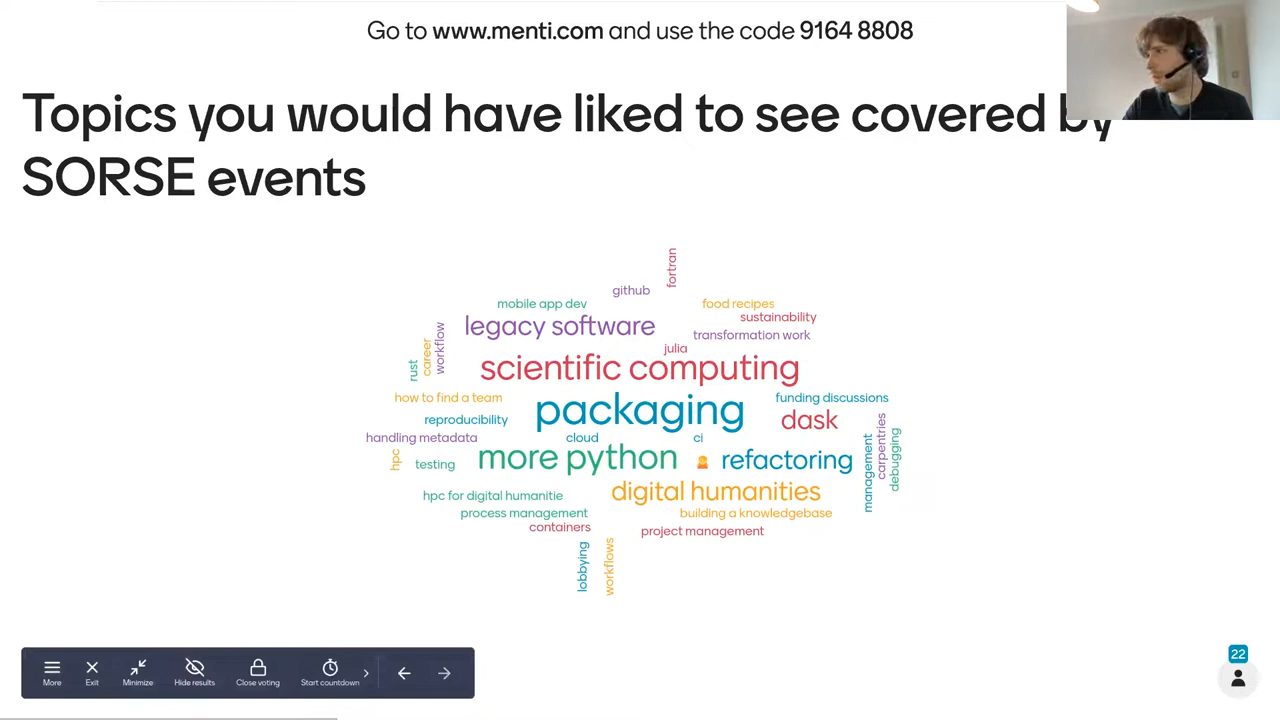 Go to www.menti.com and use the code 9164 8808
Topics you would have liked to see covered by
SORSE events
fortran
github
mobile app dev
food recipes
sustainability
legacy software
transformation work
workflow
career
rust
julia
scientific computing
how to find a team
funding discussions
packaging
dask
reproducibility
handling metadata
cloud
ci
hpc
testing
more python
refactoring
management
carpentries
debugging
digital humanities
hpc for digital humanitie
process management
building a knowledgebase
containers
project management
lobbying
workflows
More
Exit
Minimize
Hide results
Close voting
Start countdown
22